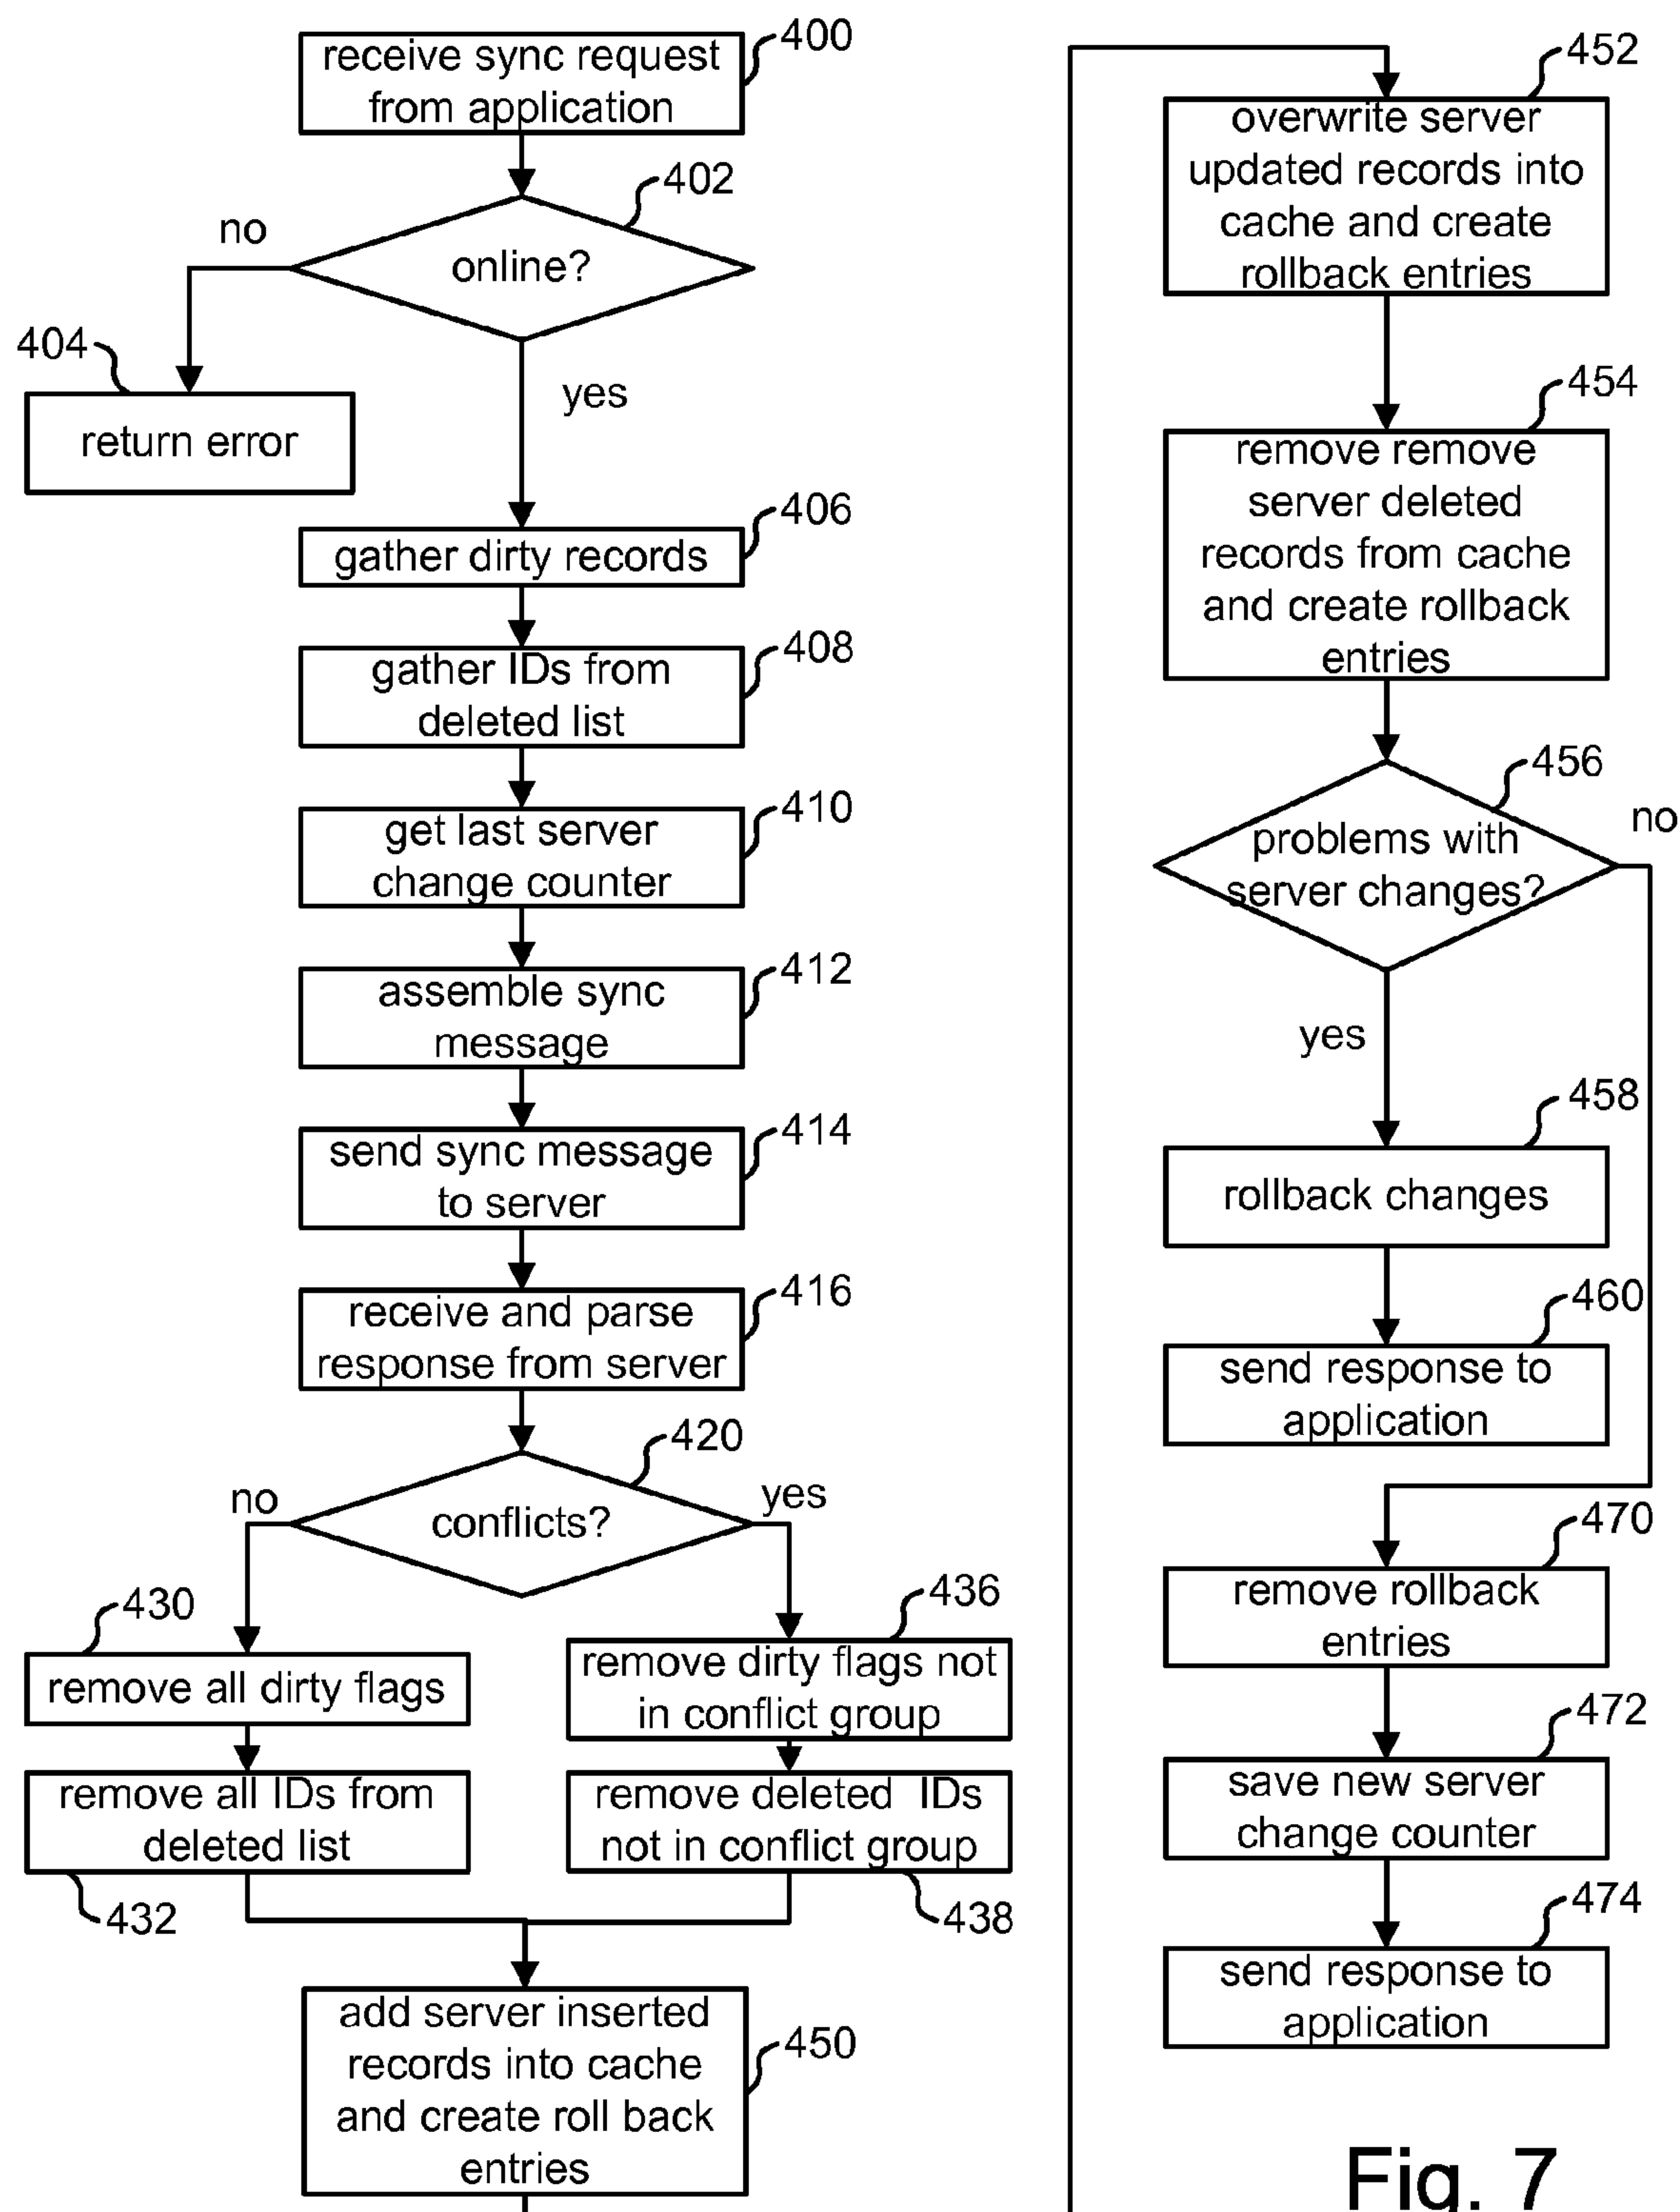 400
receive sync request
from application
402
no
online?
404
yes
return error
406
gather dirty records
408
gather IDs from
deleted list
410
get last server
change counter
412
assemble sync
message
414
send sync message
to server
416
receive and parse
response from server
420
no
yes
conflicts?
430
remove all dirty flags
436
remove dirty flags not
in conflict group
remove all IDs from
deleted list
432
remove deleted IDs
not in conflict group
438
add server inserted
records into cache
and create roll back
entries
450
452
overwrite server
updated records into
cache and create
rollback entries
454
remove remove
server deleted
records from cache
and create rollback
entries
456
no
problems with
server changes?
yes
458
rollback changes
460
send response to
application
470
remove rollback
entries
472
save new server
change counter
474
send response to
application
Fig. 7